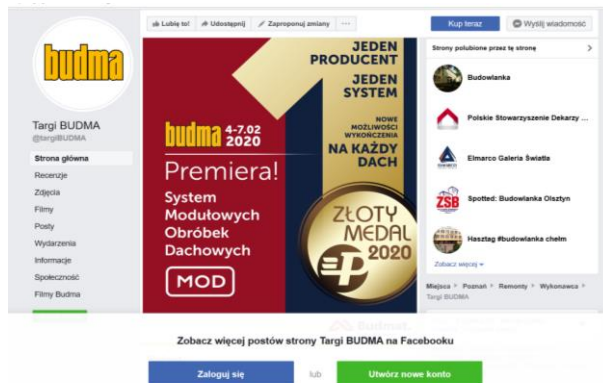 Lubię to!
Udostępnij
Zaproponuj zmiany
Kup teraz
Wyślij wiadomość
budma
Targi BUDMA
@targiBUDMA
Strona główna
Recenzje
Zdjęcia
Filmy
Posty
Wydarzenia
Informacje
Społeczność
Filmy Budma
JEDEN
PRODUCENT
JEDEN
SYSTEM
NOWE
MOŻLIWOŚCI
WYKOŃCZENIA
NA KAŻDY
DACH
1
budma 4-7.02
2020
Premiera!
System
Modułowych
Obróbek
Dachowych
MOD
ZŁOTY
MEDAL
2020
Strony polubione przez tę stronę
Budowlanka
Polskie Stowarzyszenie Dekarzy ...
Elmarco Galeria Światła
ZSB
Spotted: Budowlanka Olsztyn
Hasztag #budowlanka chełm
Zobacz więcej
Miejsca
Poznań
Remonty
Wykonawca
Targi BUDMA
Zobacz więcej postów strony Targi BUDMA na Facebooku
Zaloguj się
lub
Utwórz nowe konto